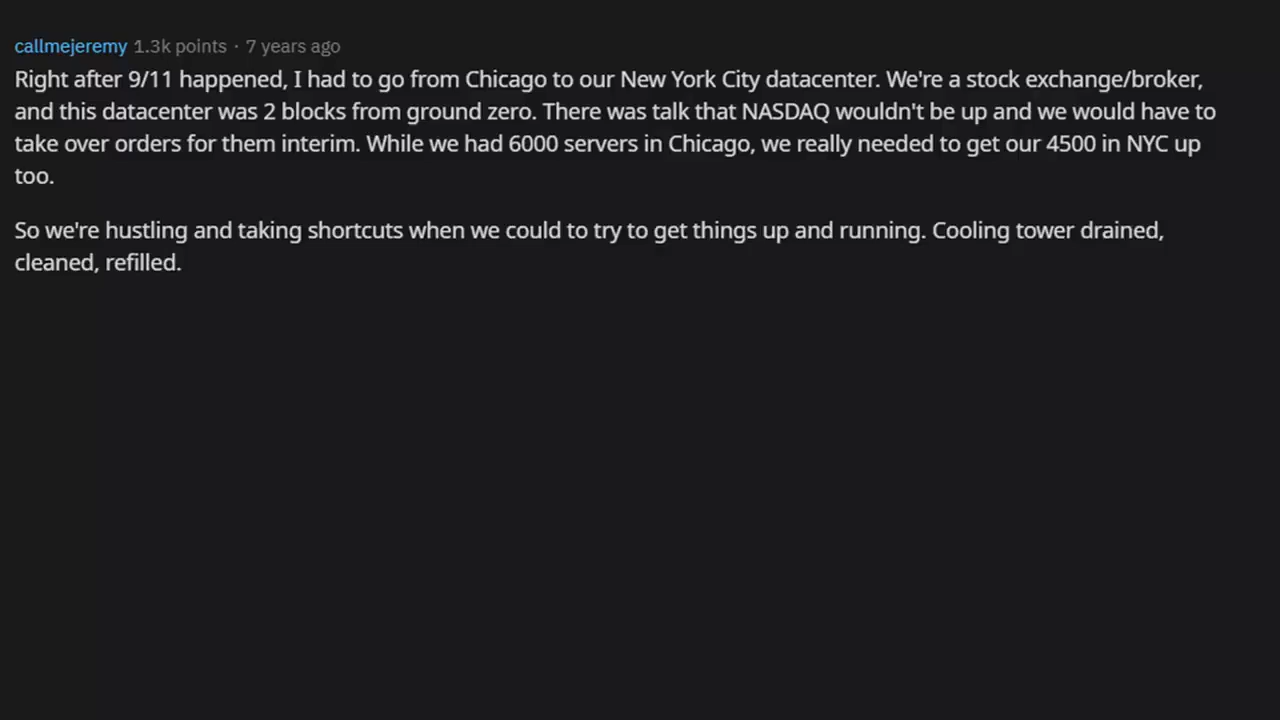 callmejeremy 1.3k points · 7 years ago
Right after 9/11 happened, I had to go from Chicago to our New York City datacenter. We're a stock exchange/broker,
and this datacenter was 2 blocks from ground zero. There was talk that NASDAQ wouldn't be up and we would have to
take over orders for them interim. While we had 6000 servers in Chicago, we really needed to get our 4500 in NYC up
too.
So we're hustling and taking shortcuts when we could to try to get things up and running. Cooling tower drained,
cleaned, refilled.